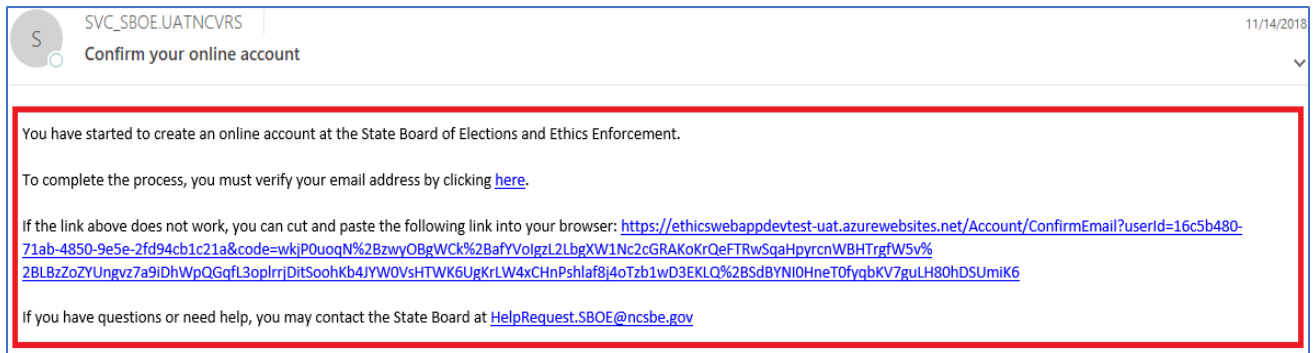 S
SVC_SBOE.UATNCVRS
11/14/2018
Confirm your online account
You have started to create an online account at the State Board of Elections and Ethics Enforcement.
To complete the process, you must verify your email address by clicking here.
If the link above does not work, you can cut and paste the following link into your browser: https://ethicswebappdevtest-uat.azurewebsites.net/Account/ConfirmEmail?userId=16c5b480-
71ab-4850-9e5e-2fd94cb1c21a&code=wkjP0uoqN%2BzwyOBgWCk%2BafYVoIgzL2LbgXW1Nc2cGRAKoKrQeFTRwSqaHpyrcnWBHTrgfW5v%
2BLBzZoZYUngvz7a9iDhWpQGqfL3oplrrjDitSoohKb4JYW0VsHTWK6UgKrLW4xCHnPshlaf8j4oTzb1wD3EKLQ%2BSdBYNI0HneT0fyqbKV7guLH80hDSUmiK6
If you have questions or need help, you may contact the State Board at HelpRequest.SBOE@ncsbe.gov